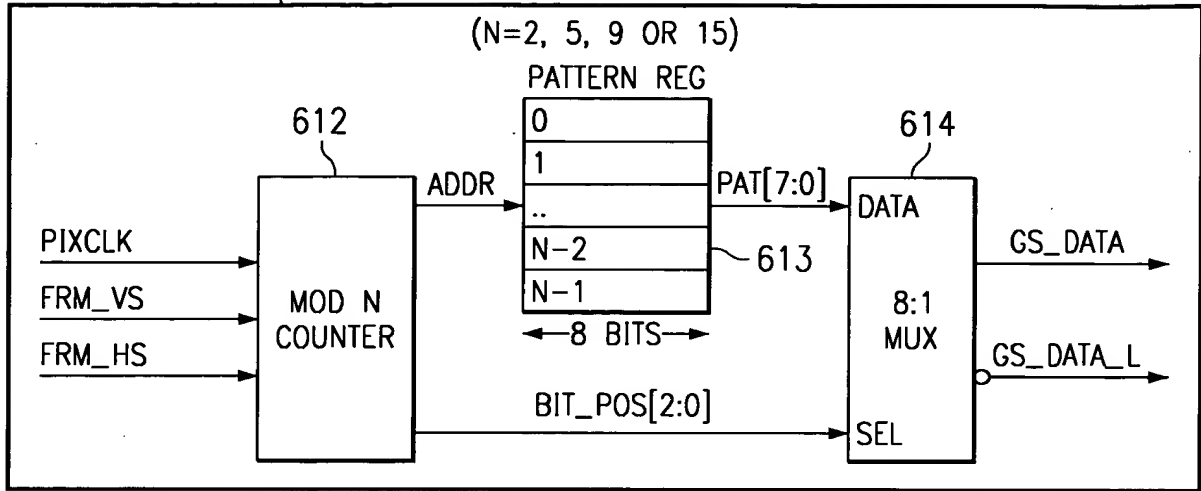 (N=2, 5, 9 OR 15)
PATTERN REG
612
614
0
1
..
N-2
N-1
613
8 BITS
ADDR
PAT[7:0]
PIXCLK
FRM_VS
FRM_HS
MOD N
COUNTER
DATA
8:1
MUX
SEL
GS_DATA
GS_DATA_L
BIT_POS[2:0]